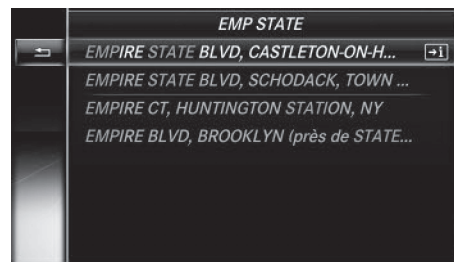 EMP STATE
EMPIRE STATE BLVD, CASTLETON-ON-H...
EMPIRE STATE BLVD, SCHODACK, TOWN ...
EMPIRE CT, HUNTINGTON STATION, NY
EMPIRE BLVD, BROOKLYN (près de STATE...